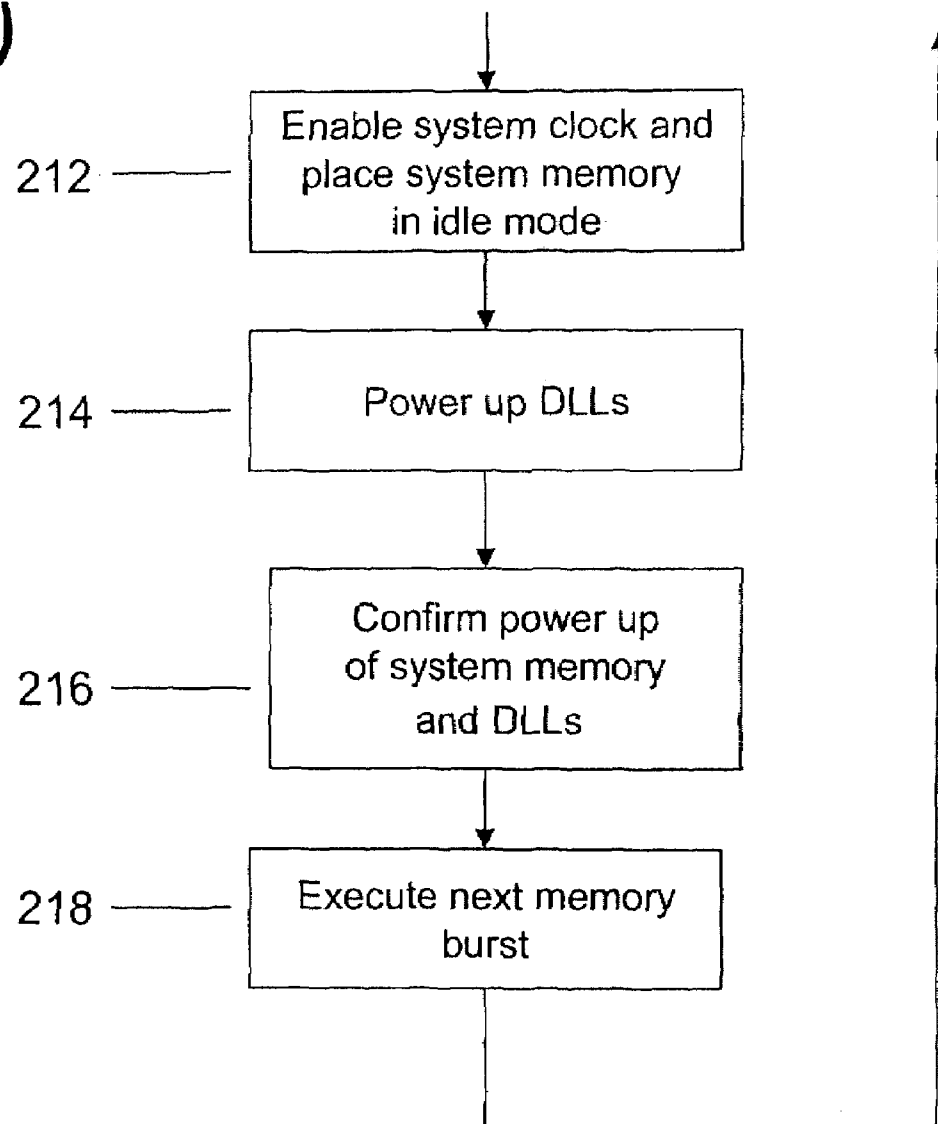 )
212
Enable system clock and
place system memory
in idle mode
214
Power up DLLs
216
Confirm power up
of system memory
and DLLs
218
Execute next memory
burst